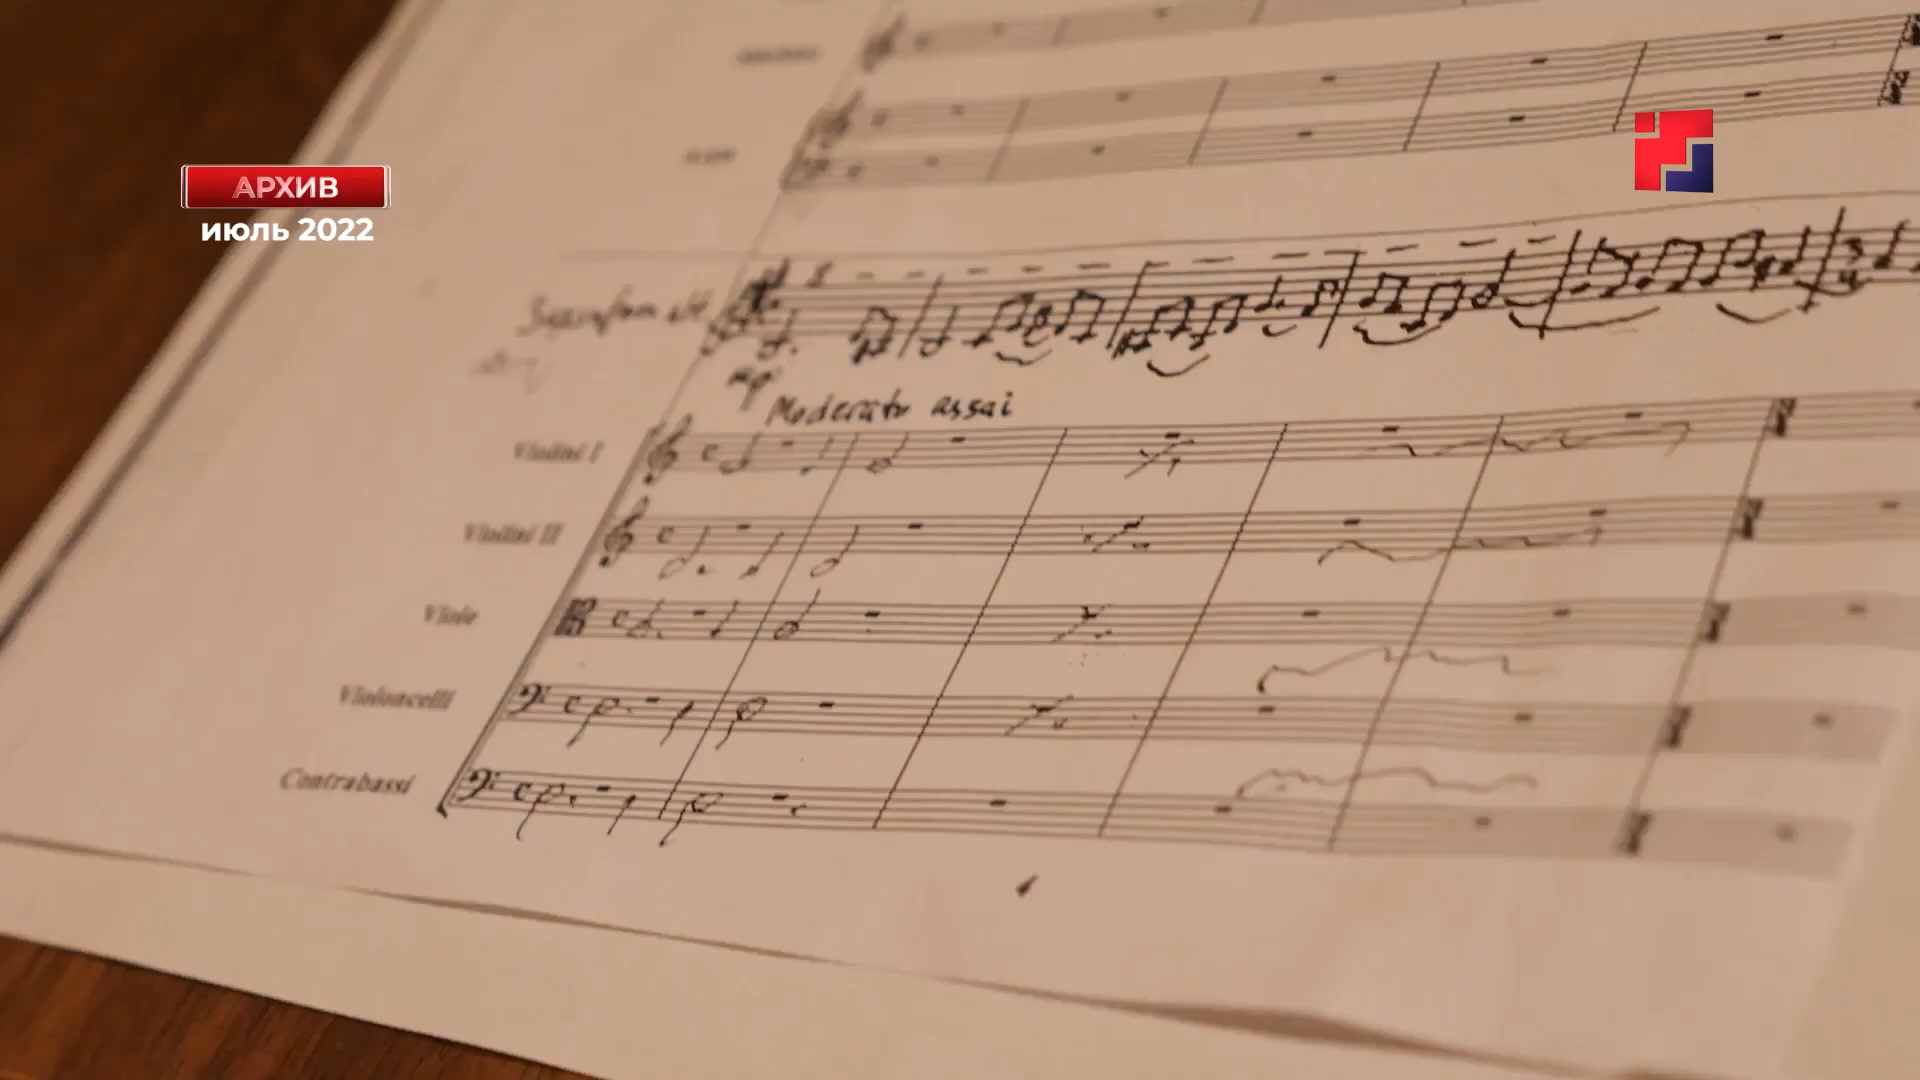 АРХИВ
июль 2022
Moderato assai
Violini I
Violini II
Viole
Violoncelli
Contrabassi